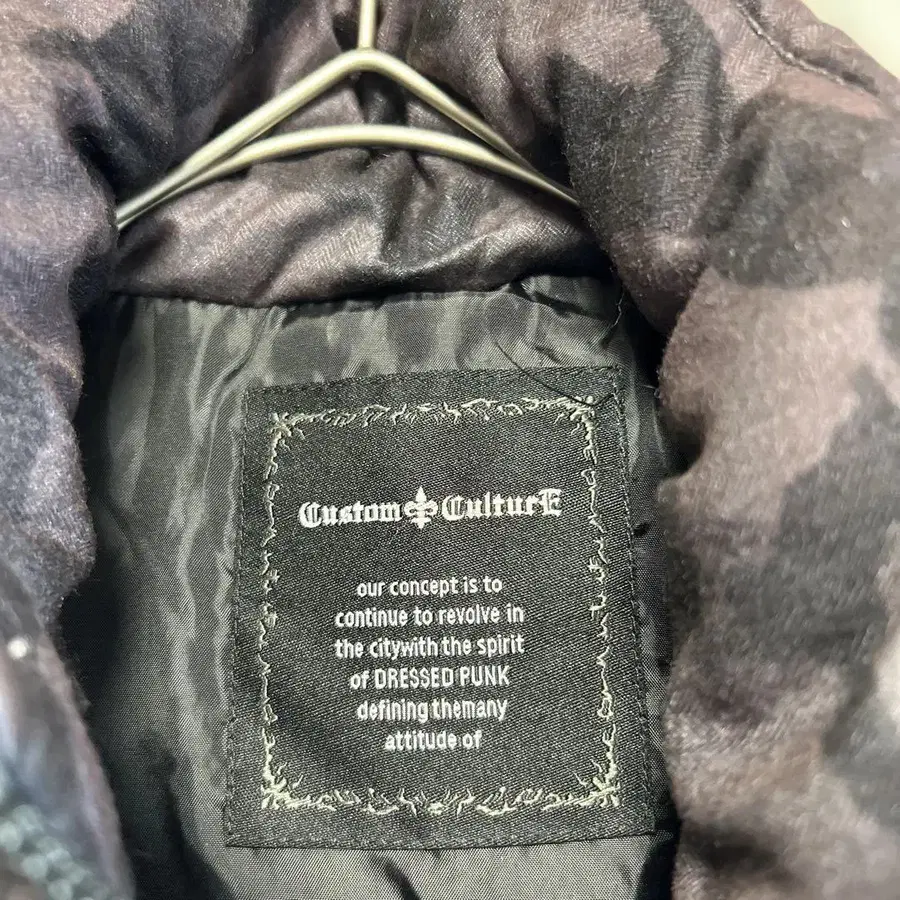 Custom CulturE
our concept is to
continue to revolve in
the citywith the spirit
of DRESSED PUNK
defining themany
attitude of